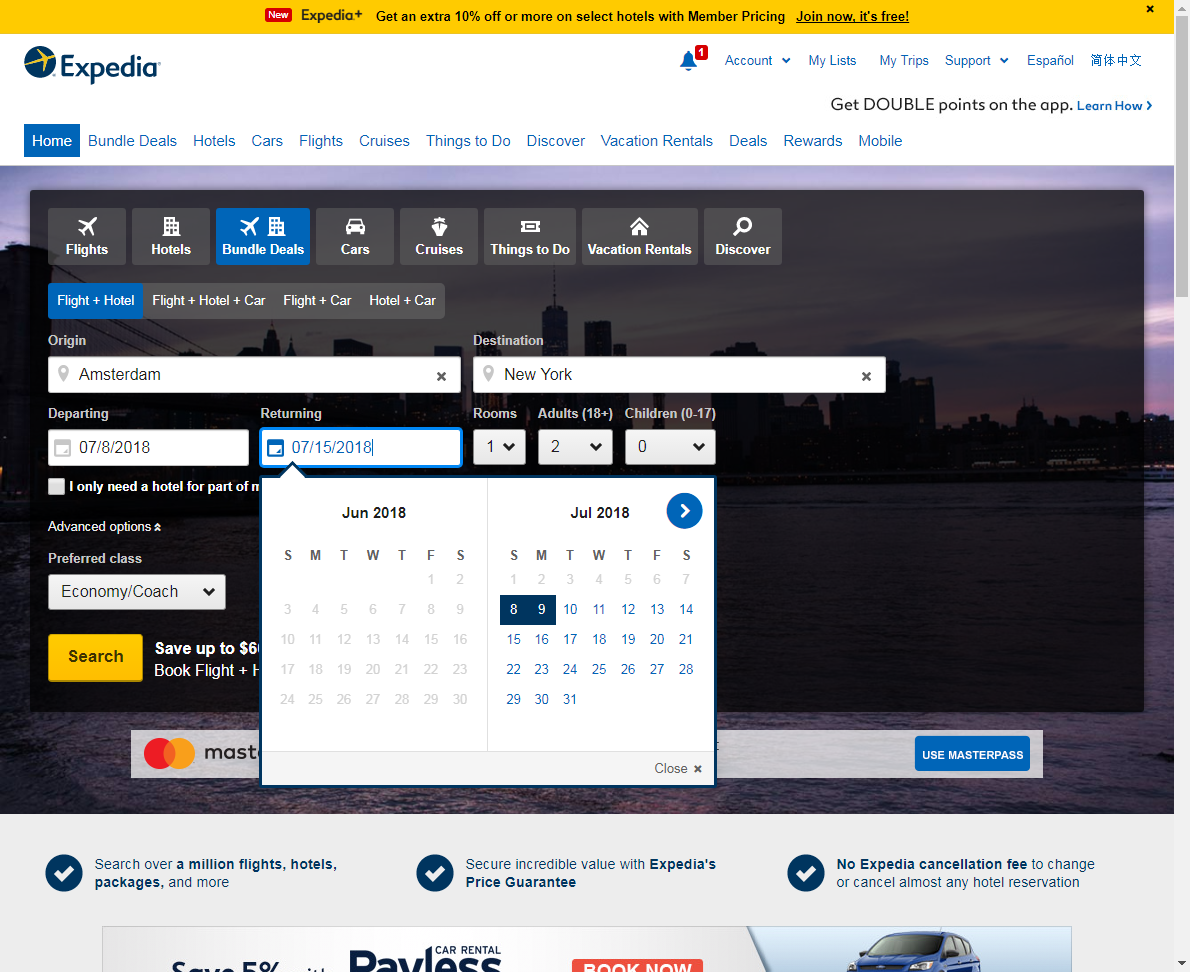 New Expedia+ Get an extra 10% off or more on select hotels with Member Pricing Join now, it's free!
Expedia
1
Account My Lists My Trips Support Español 简体中文
Get DOUBLE points on the app. Learn How
Home Bundle Deals Hotels Cars Flights Cruises Things to Do Discover Vacation Rentals Deals Rewards Mobile
Flights Hotels Bundle Deals Cars Cruises Things to Do Vacation Rentals Discover
Flight + Hotel Flight + Hotel + Car Flight + Car Hotel + Car
Origin Destination
Amsterdam New York
Departing Returning Rooms Adults (18+) Children (0-17)
07/8/2018 07/15/2018 1 2 0
I only need a hotel for part of m
Advanced options
Preferred class
Economy/Coach
Search
Save up to $6
Book Flight + H
Jun 2018
S M T W T F S
1 2
3 4 5 6 7 8 9
10 11 12 13 14 15 16
17 18 19 20 21 22 23
24 25 26 27 28 29 30
Jul 2018
S M T W T F S
1 2 3 4 5 6 7
8 9 10 11 12 13 14
15 16 17 18 19 20 21
22 23 24 25 26 27 28
29 30 31
Close
maste
USE MASTERPASS
Search over a million flights, hotels,
packages, and more
Secure incredible value with Expedia's
Price Guarantee
No Expedia cancellation fee to change
or cancel almost any hotel reservation
Save 5% with
Payless
CAR RENTAL
BOOK NOW